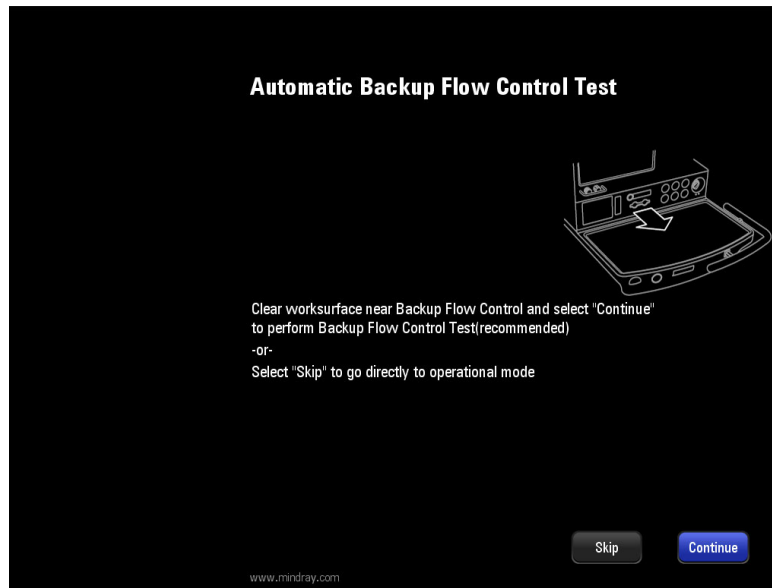 Automatic Backup Flow Control Test
Clear worksurface near Backup Flow Control and select "Continue"
to perform Backup Flow Control Test(recommended)
-or-
Select "Skip" to go directly to operational mode
Skip
Continue
www.mindray.com